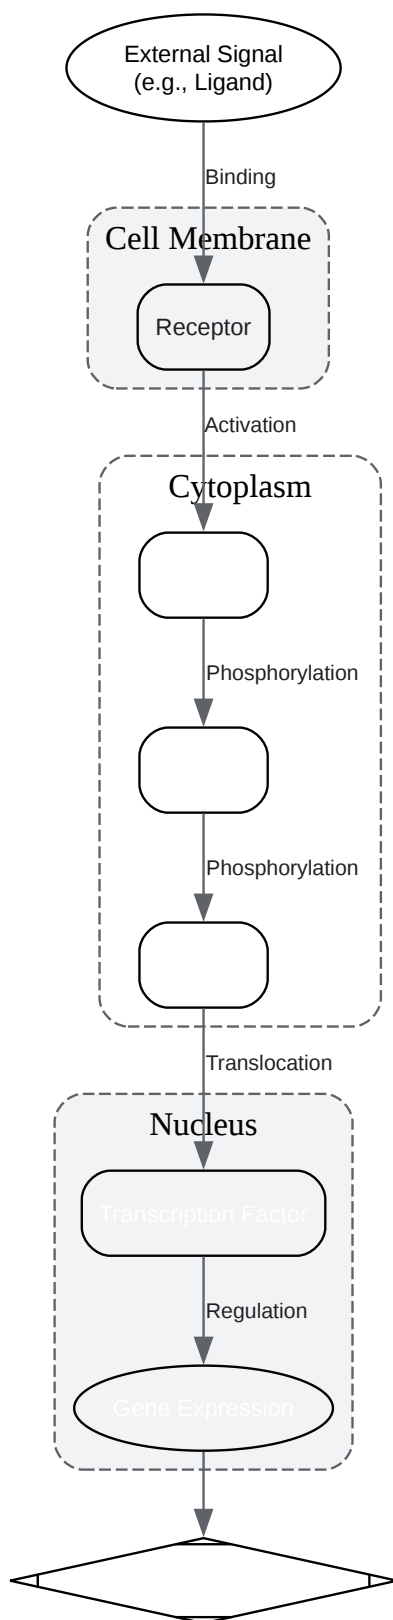 External Signal
(e.g., Ligand)
Binding
Cell Membrane
Receptor
Activation
Cytoplasm
Phosphorylation
Phosphorylation
Translocation
Nucleus
Transcription Factor
Regulation
Gene Expression